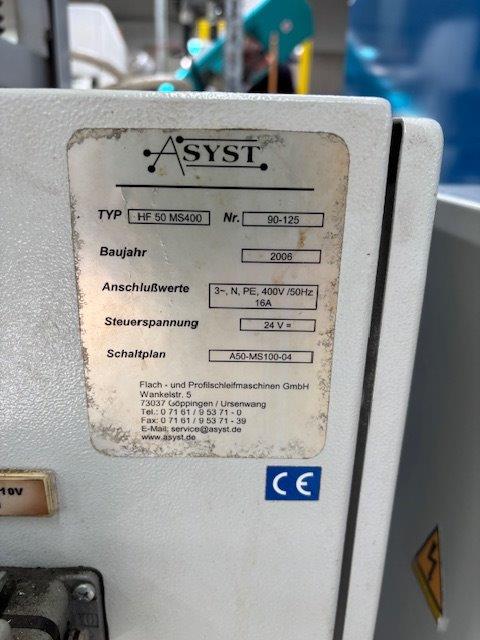 ASYST
TYP HF 50 MS400 Nr. 90-125
Baujahr 2006
Anschlußwerte 3~, N, PE, 400V /50Hz
16A
Steuerspannung 24 V =
Schaltplan A50-MS100-04
Flach - und Profilschleifmaschinen GmbH
Wankelstr. 5
73037 Göppingen / Ursenwang
Tel.: 0 71 61 / 9 53 71 - 0
Fax: 0 71 61 / 9 53 71 - 39
E-Mail: service@asyst.de
www.asyst.de
CE
10V